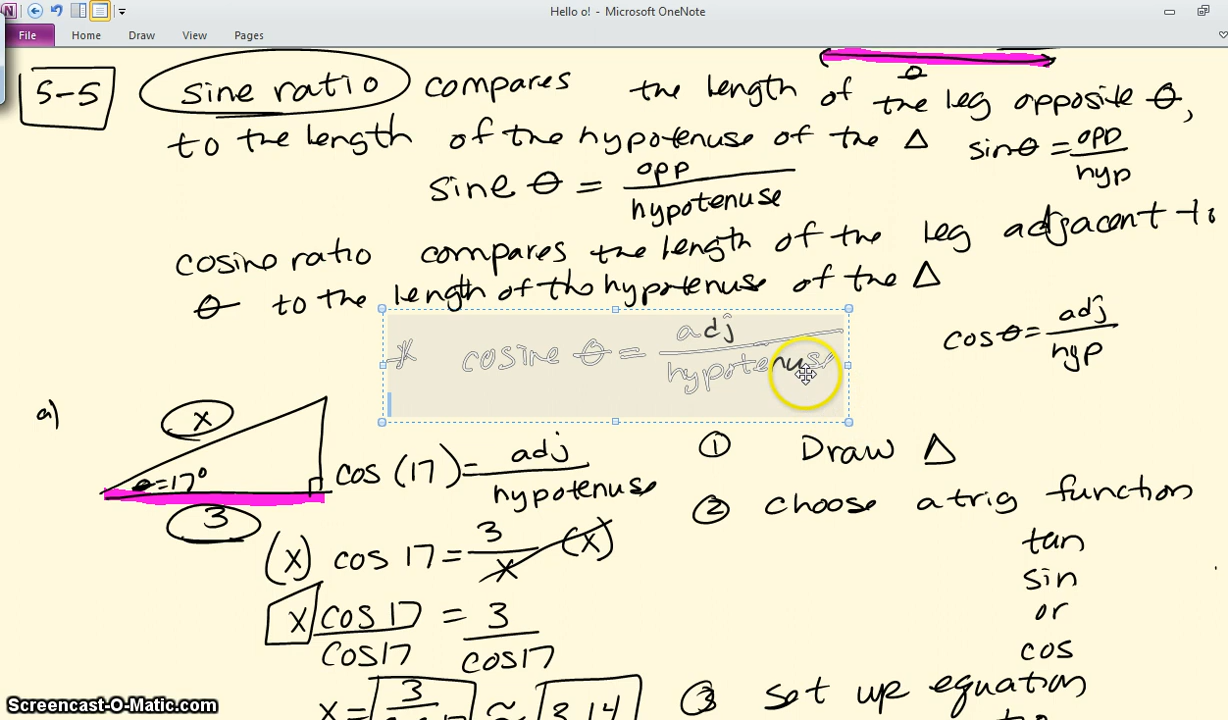 Hello o! - Microsoft OneNote
File Home Draw View Pages
5-5 sine ratio compares the length of the leg opposite θ,
to the length of the hypotenuse of the Δ sinθ = opp/hyp
sine θ = opp/hypotenuse
cosine ratio compares the length of the leg adjacent to
θ to the length of the hypotenuse of the Δ
cosθ = adj/hyp
* cosine θ = adj/hypotenuse
a) x
θ=17°
3
cos (17) = adj/hypotenuse
(x) cos 17 = 3/x (x)
x cos 17/cos 17 = 3/cos 17
x = 3 ≈ 3.14
① Draw Δ
② choose a trig function
tan
sin
or
cos
③ set up equation
Screencast-O-Matic.com